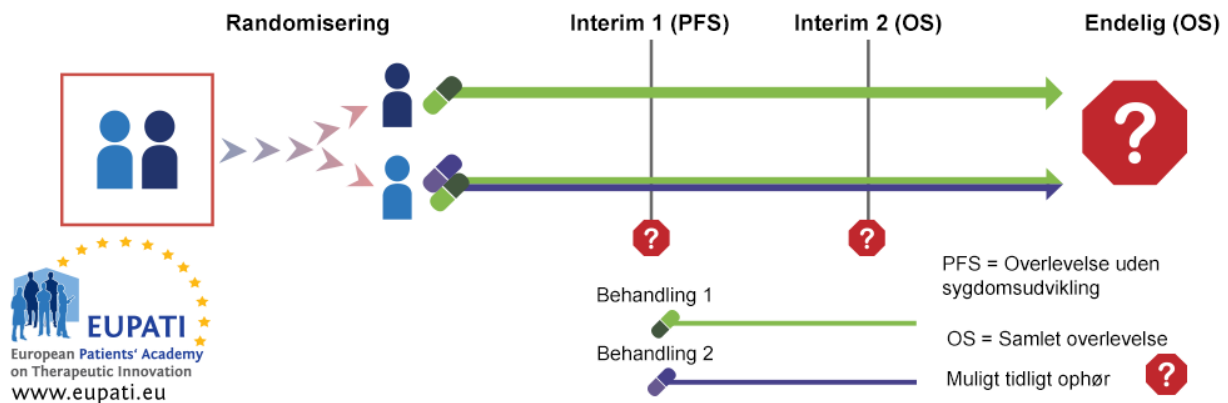 Randomisering
Interim 1 (PFS)
Interim 2 (OS)
Endelig (OS)
?
?
?
PFS = Overlevelse uden
sygdomsudvikling
Behandling 1
OS = Samlet overlevelse
Behandling 2
Muligt tidligt ophør ?
EUPATI
European Patients' Academy
on Therapeutic Innovation
www.eupati.eu